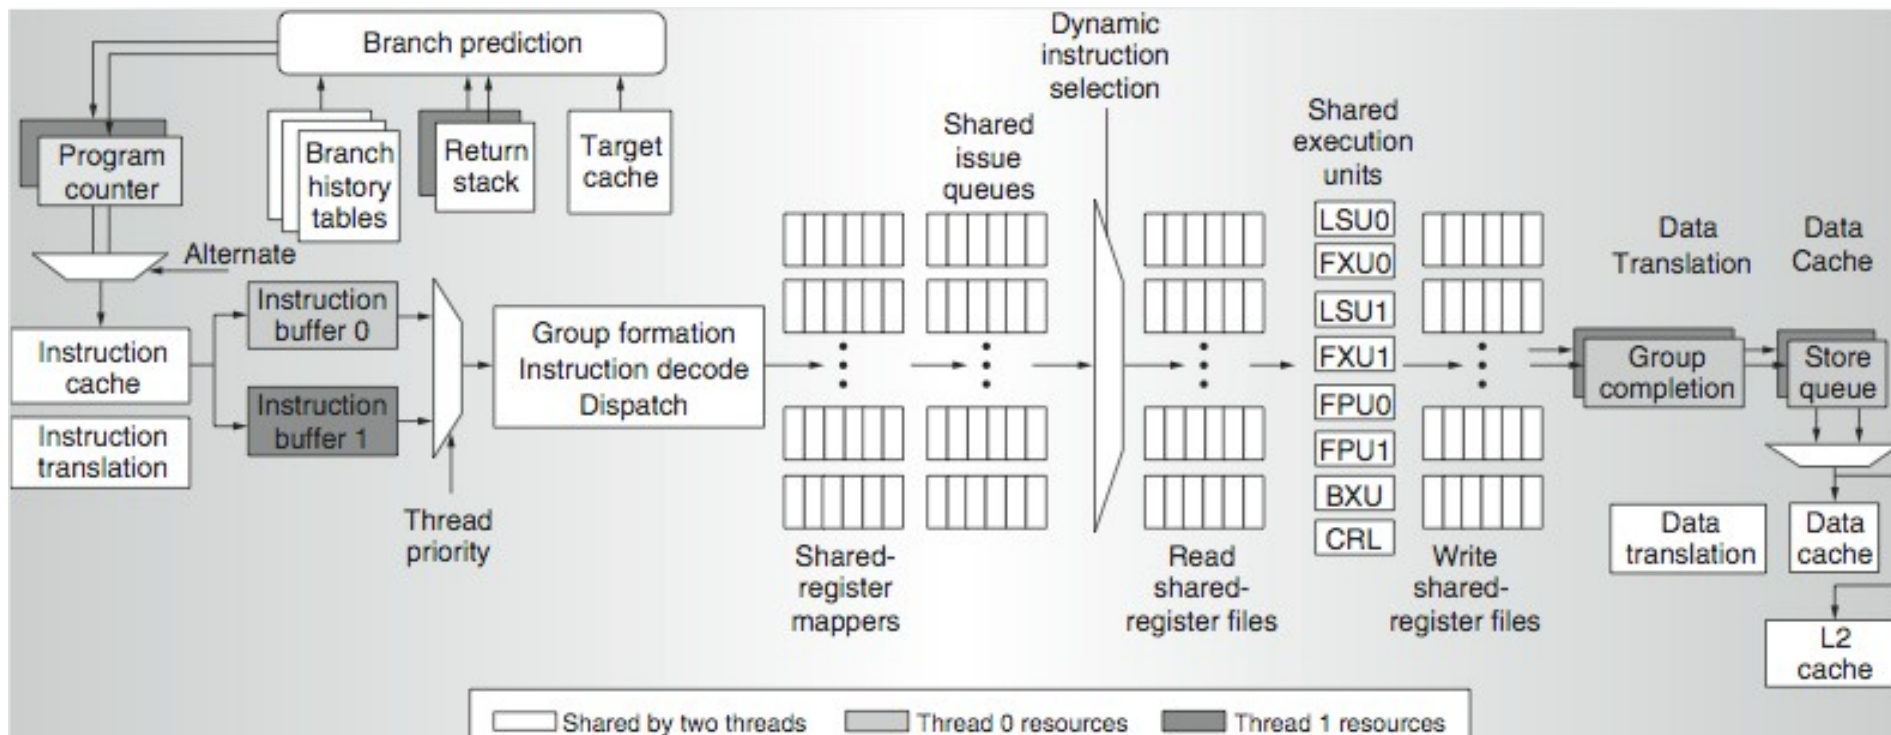 Branch prediction
Program
counter
Branch
history
tables
Return
stack
Target
cache
Alternate
Instruction
cache
Instruction
translation
Instruction
buffer 0
Instruction
buffer 1
Thread
priority
Group formation
Instruction decode
Dispatch
Shared-
register
mappers
Shared
issue
queues
Dynamic
instruction
selection
Read
shared-
register files
Shared
execution
units
LSU0
FXU0
LSU1
FXU1
FPU0
FPU1
BXU
CRL
Write
shared-
register files
Data
Translation
Data
Cache
Group
completion
Store
queue
Data
translation
Data
cache
L2
cache
Shared by two threads
Thread 0 resources
Thread 1 resources